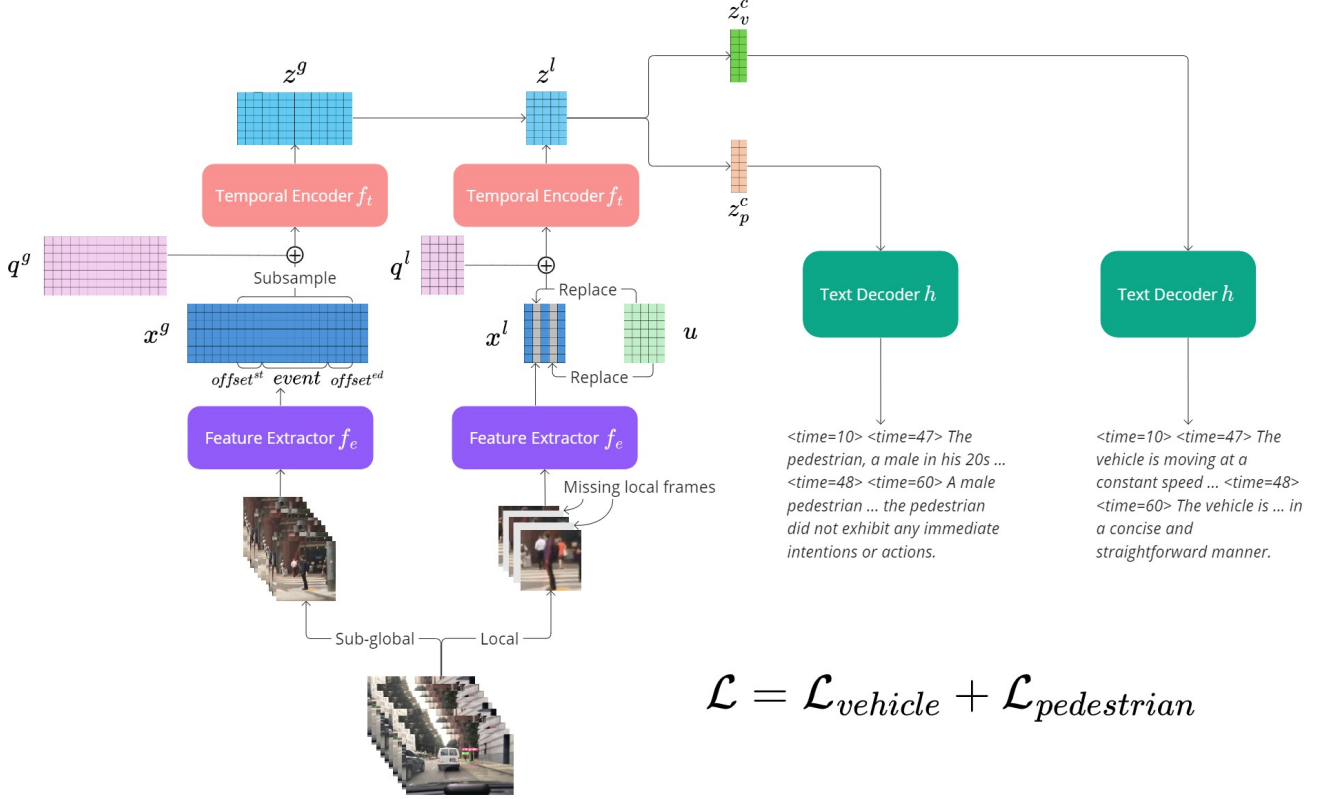 z_v^c
z^g
z^l
Temporal Encoder f_t
Temporal Encoder f_t
z_p^c
q^g
q^l
Subsample
Replace
Text Decoder h
Text Decoder h
x^g
x^l
u
offset^{st} event offset^{ed}
Replace
Feature Extractor f_e
Feature Extractor f_e
<time=10> <time=47> The
pedestrian, a male in his 20s ...
<time=48> <time=60> A male
pedestrian ... the pedestrian
did not exhibit any immediate
intentions or actions.
<time=10> <time=47> The
vehicle is moving at a
constant speed ... <time=48>
<time=60> The vehicle is ... in
a concise and
straightforward manner.
Missing local frames
Sub-global
Local
ℒ = ℒ_{vehicle} + ℒ_{pedestrian}